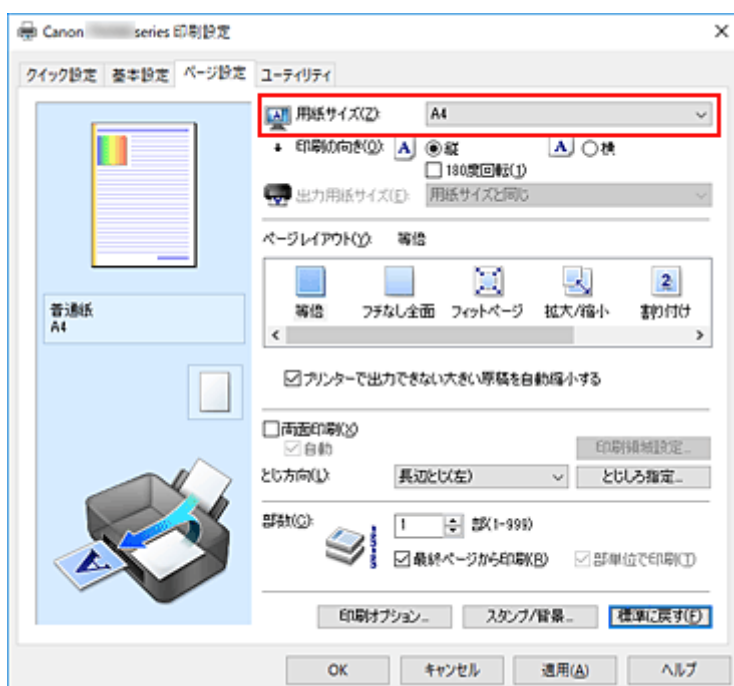 Canon series 印刷設定
クイック設定 基本設定 ページ設定 ユーティリティ
用紙サイズ(Z): A4
印刷の向き(O): A 縦 A 横
180度回転(J)
出力用紙サイズ(E): 用紙サイズと同じ
ページレイアウト(Y): 等倍
2
等倍 フチなし全面 フィットページ 拡大/縮小 割り付け
普通紙
A4
プリンターで出力できない大きい原稿を自動縮小する
両面印刷(X)
自動 印刷領域設定...
とじ方向(L): 長辺とじ(左) とじしろ指定...
部数(C): 1 部(1-999)
最終ページから印刷(R) 部単位で印刷(T)
印刷オプション... スタンプ/背景... 標準に戻す(F)
OK キャンセル 適用(A) ヘルプ